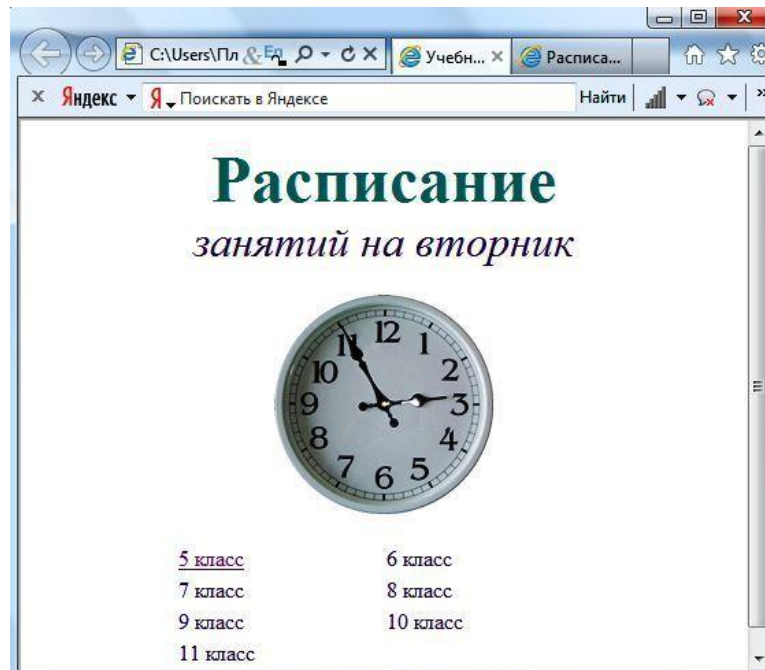 C:\Users\Пл
Учебн...
Расписа...
Яндекс Я Поискать в Яндексе Найти
Расписание
занятий на вторник
12
11 1
10 2
9 3
8 4
7 5
6
5 класс 6 класс
7 класс 8 класс
9 класс 10 класс
11 класс